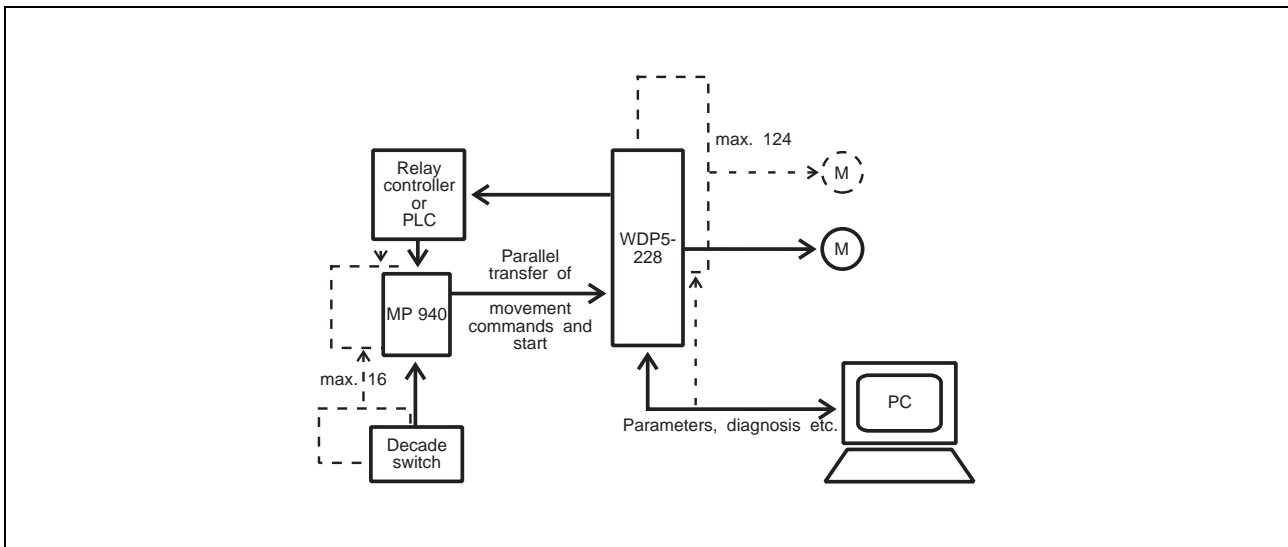 max. 124
M
Relay
controller
or
PLC
WDP5-
228
M
Parallel
transfer of
MP 940
movement
commands and
start
max. 16
PC
Parameters, diagnosis etc.
Decade
switch